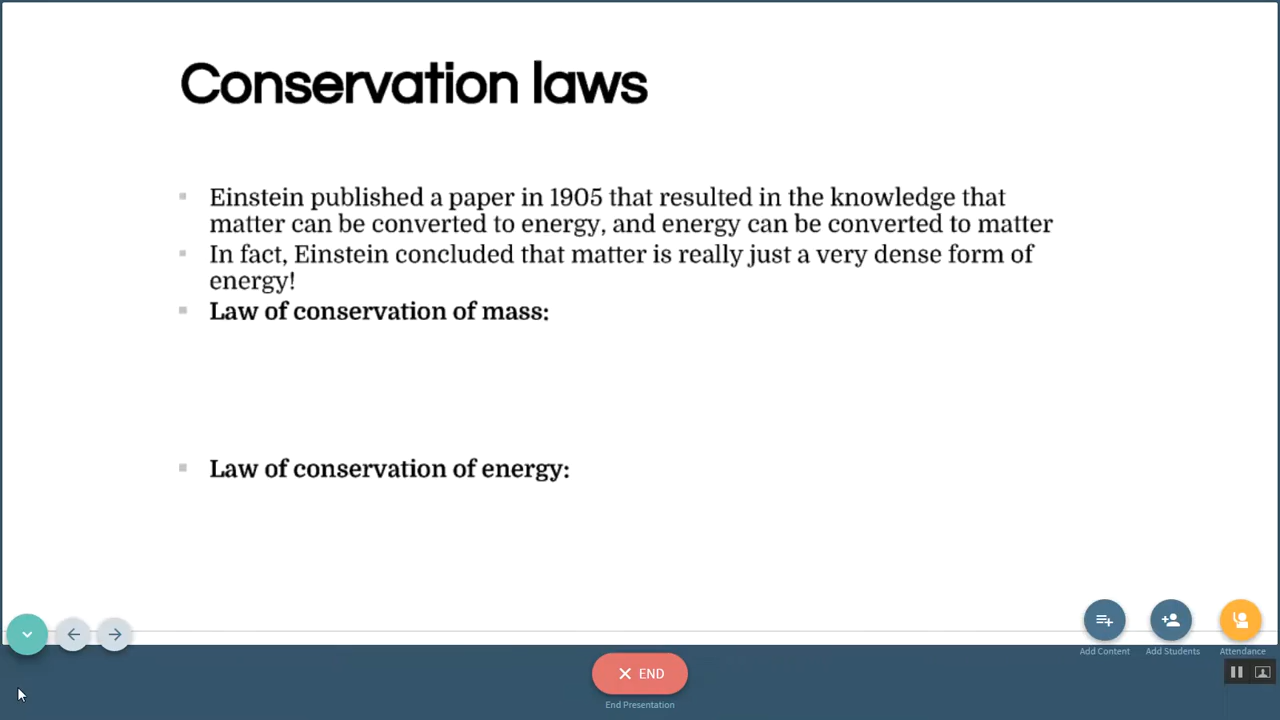 Conservation laws
Einstein published a paper in 1905 that resulted in the knowledge that
matter can be converted to energy, and energy can be converted to matter
In fact, Einstein concluded that matter is really just a very dense form of
energy!
Law of conservation of mass:
Law of conservation of energy:
Add Content
Add Students
Attendance
END
End Presentation